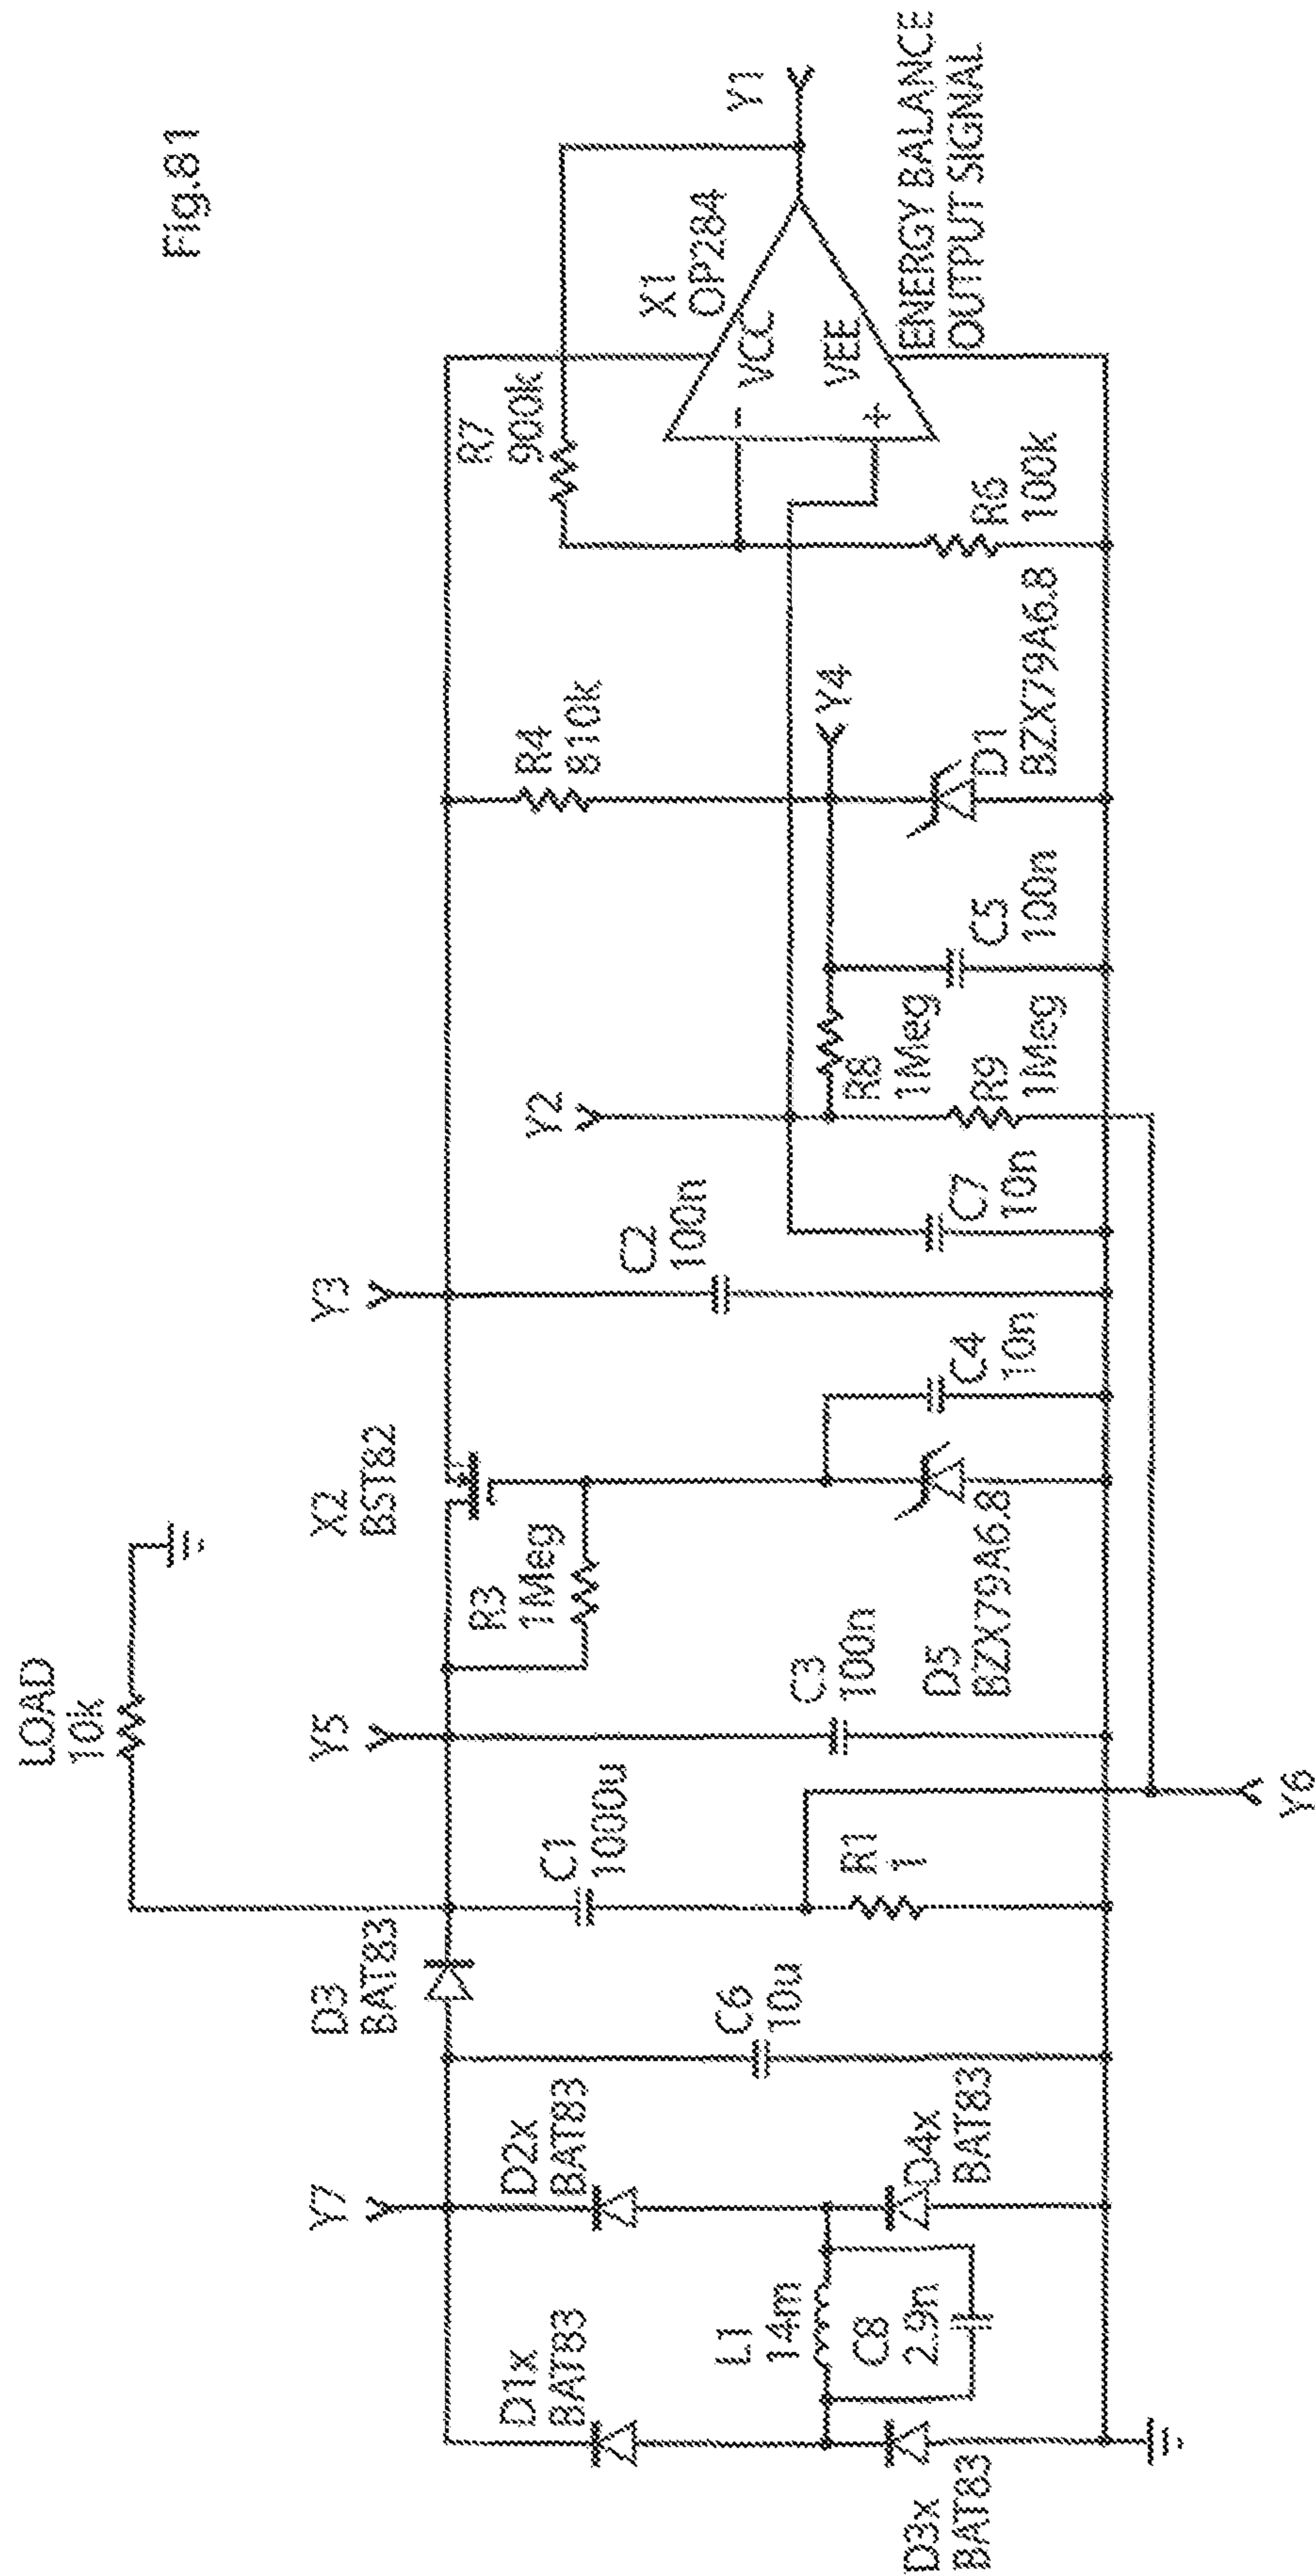 Fig.81
LOAD
10k
D3
BAT83
Y7
Y5
X2
BST82
Y3
D1x
BAT83
D2x
BAT83
C1
1000u
R3
1Meg
Y2
R4
810k
R7
900k
X1
OP284
Y1
L1
14m
C6
10u
C3
100n
C2
100n
-
VCC
VEE
+
C8
2.9n
R1
1
R8
1Meg
Y4
ENERGY BALANCE
OUTPUT SIGNAL
D3x
BAT83
D4x
BAT83
D5
BZX79A6.8
C4
10n
C7
10n
R9
1Meg
C5
100n
D1
BZX79A6.8
R6
100k
Y6